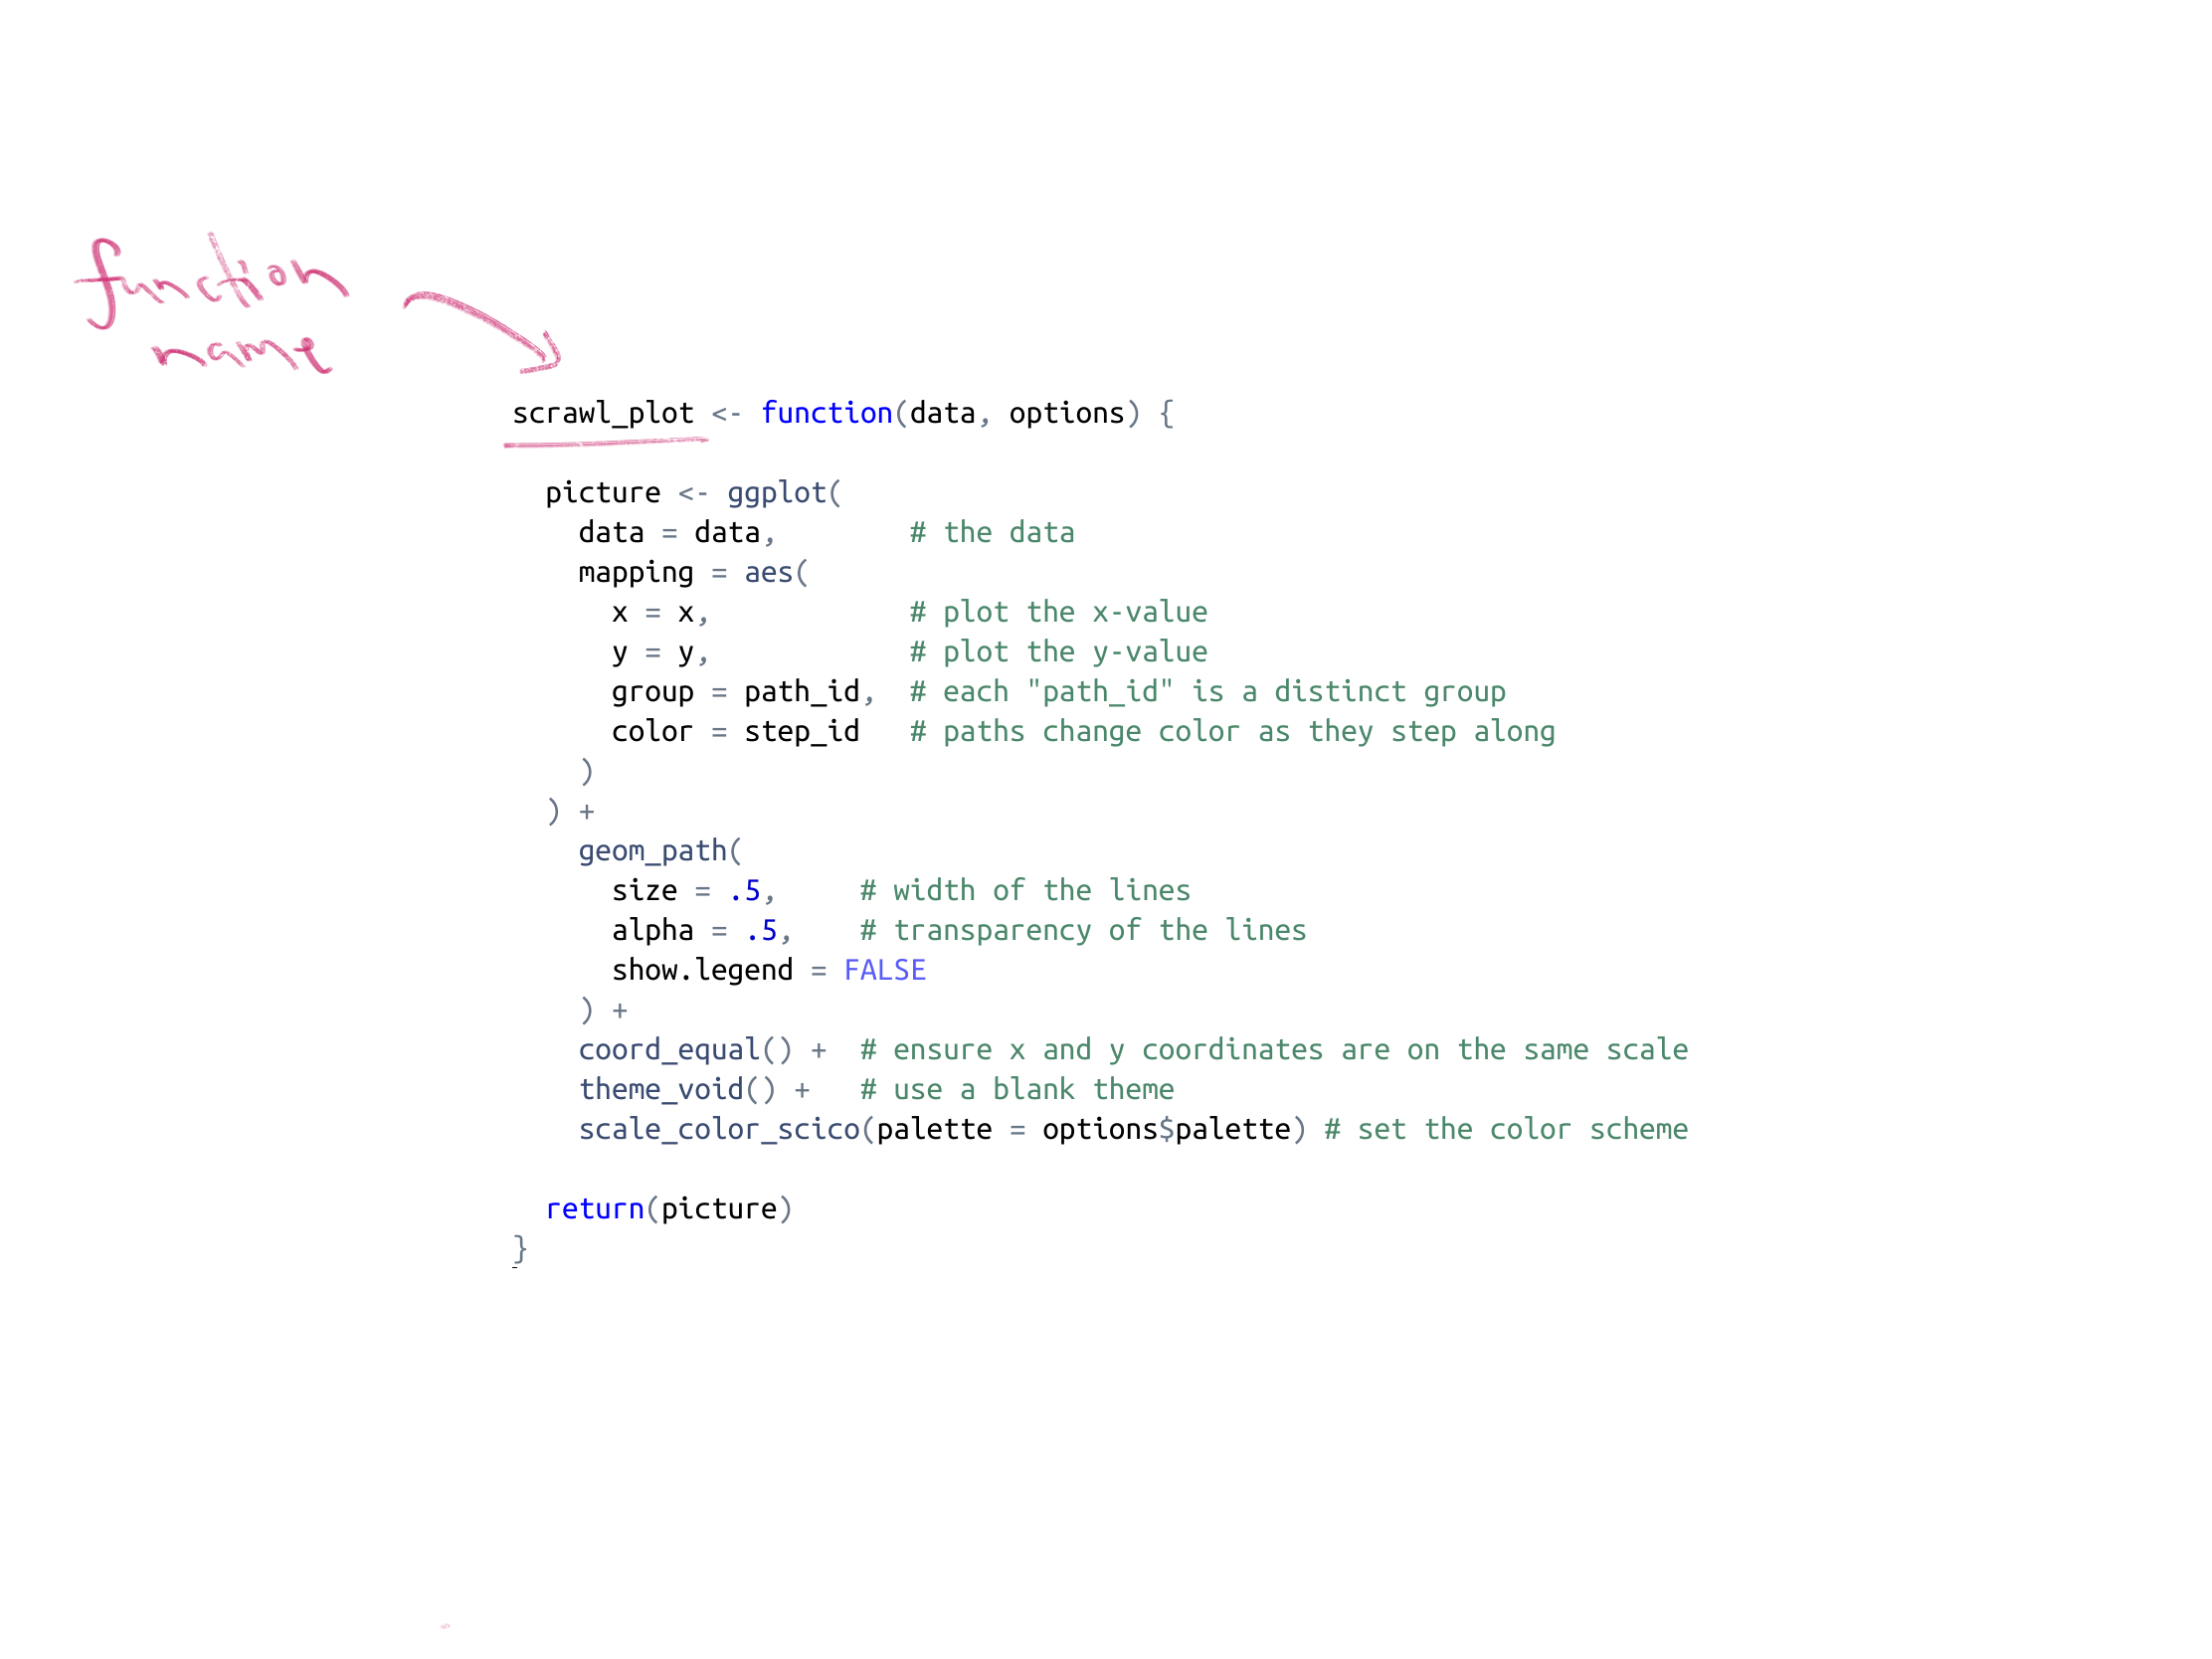 function
name
scrawl_plot <- function(data, options) {
  picture <- ggplot(
    data = data,        # the data
    mapping = aes(
      x = x,            # plot the x-value
      y = y,            # plot the y-value
      group = path_id,  # each "path_id" is a distinct group
      color = step_id   # paths change color as they step along
    )
  ) +
    geom_path(
      size = .5,     # width of the lines
      alpha = .5,    # transparency of the lines
      show.legend = FALSE
    ) +
    coord_equal() +  # ensure x and y coordinates are on the same scale
    theme_void() +   # use a blank theme
    scale_color_scico(palette = options$palette) # set the color scheme
  return(picture)
}